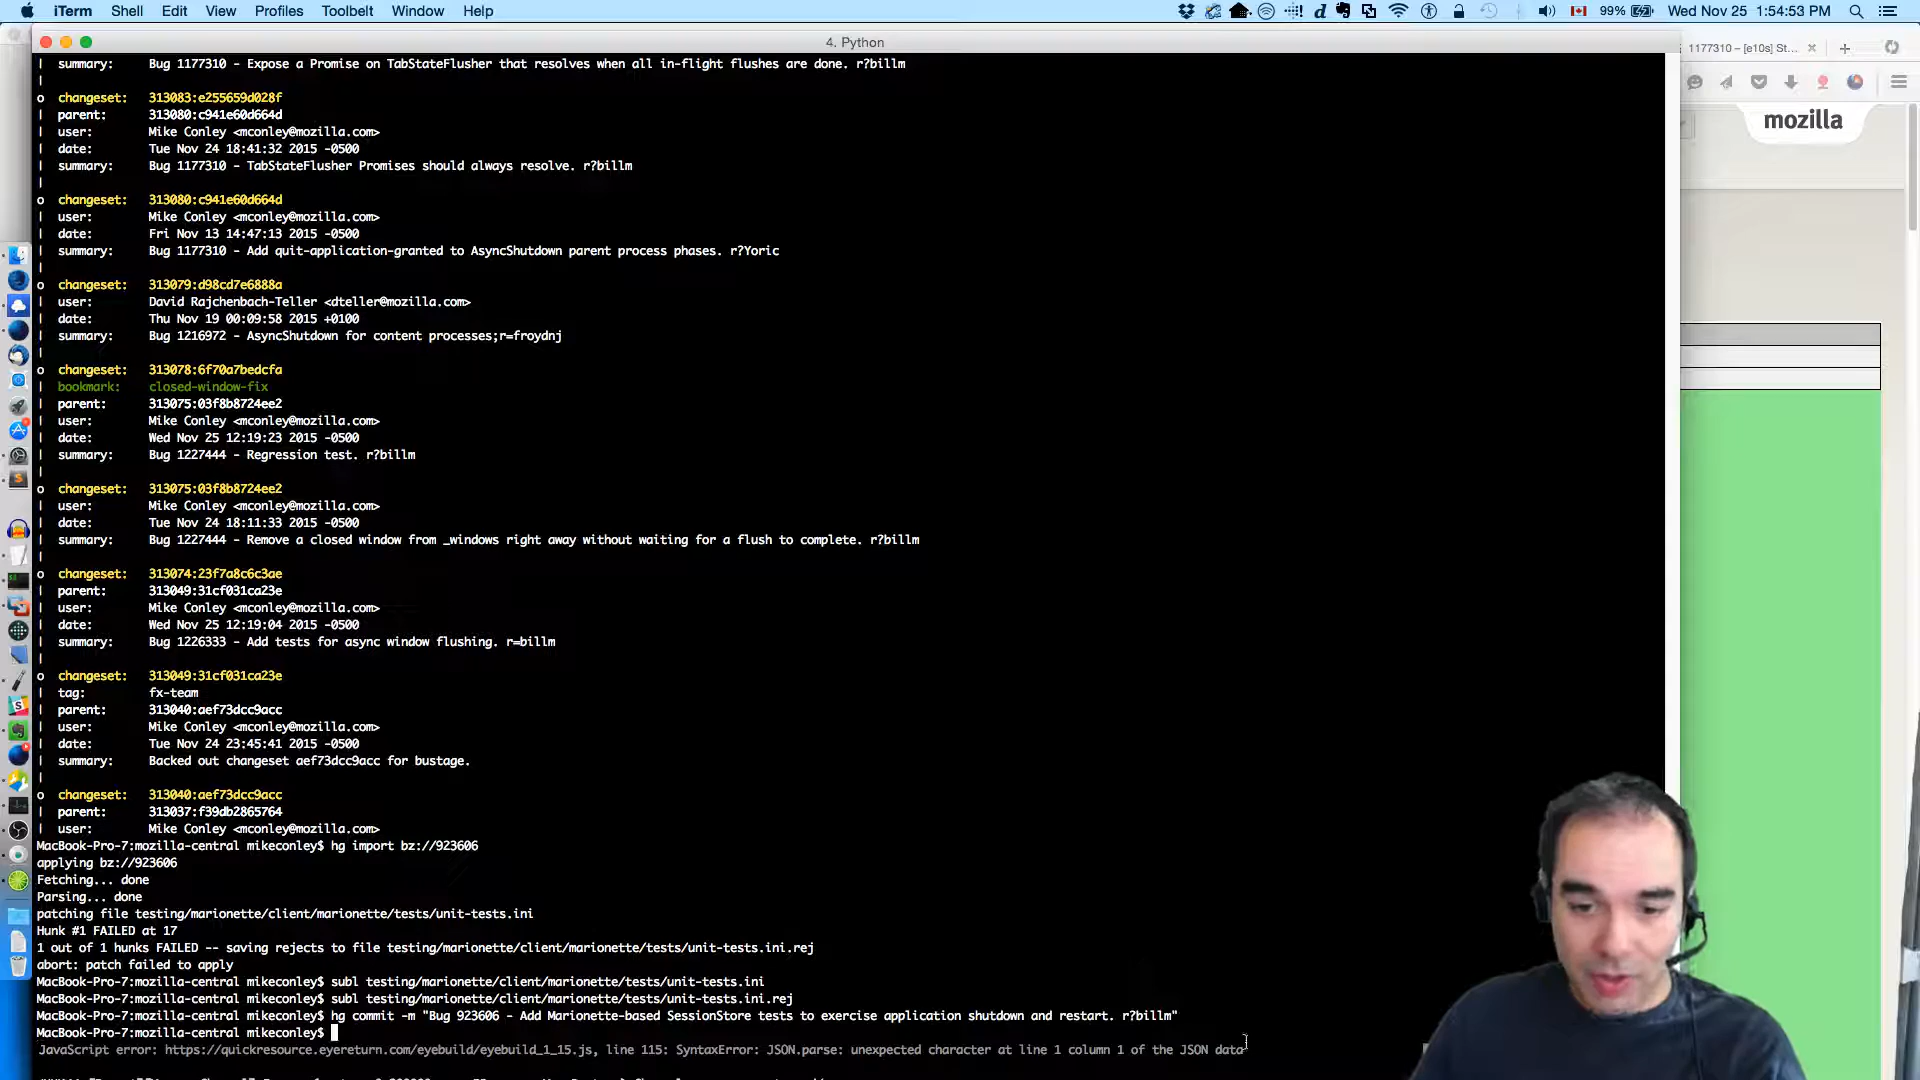 iTerm Shell Edit View Profiles Toolbelt Window Help 99% Wed Nov 25 1:54:53 PM
4. Python
1177310 – [e10s] St...
mozilla
| summary: Bug 1177310 - Expose a Promise on TabStateFlusher that resolves when all in-flight flushes are done. r?billm
|
o changeset: 313083:e255659d028f
| parent: 313080:c941e60d664d
| user: Mike Conley <mconley@mozilla.com>
| date: Tue Nov 24 18:41:32 2015 -0500
| summary: Bug 1177310 - TabStateFlusher Promises should always resolve. r?billm
|
o changeset: 313080:c941e60d664d
| user: Mike Conley <mconley@mozilla.com>
| date: Fri Nov 13 14:47:13 2015 -0500
| summary: Bug 1177310 - Add quit-application-granted to AsyncShutdown parent process phases. r?Yoric
|
o changeset: 313079:d98cd7e6888a
| user: David Rajchenbach-Teller <dteller@mozilla.com>
| date: Thu Nov 19 00:09:58 2015 +0100
| summary: Bug 1216972 - AsyncShutdown for content processes;r=froydnj
|
o changeset: 313078:6f70a7bedcfa
| bookmark: closed-window-fix
| parent: 313075:03f8b8724ee2
| user: Mike Conley <mconley@mozilla.com>
| date: Wed Nov 25 12:19:23 2015 -0500
| summary: Bug 1227444 - Regression test. r?billm
|
o changeset: 313075:03f8b8724ee2
| user: Mike Conley <mconley@mozilla.com>
| date: Tue Nov 24 18:11:33 2015 -0500
| summary: Bug 1227444 - Remove a closed window from _windows right away without waiting for a flush to complete. r?billm
|
o changeset: 313074:23f7a8c6c3ae
| parent: 313049:31cf031ca23e
| user: Mike Conley <mconley@mozilla.com>
| date: Wed Nov 25 12:19:04 2015 -0500
| summary: Bug 1226333 - Add tests for async window flushing. r=billm
|
o changeset: 313049:31cf031ca23e
| tag: fx-team
| parent: 313040:aef73dcc9acc
| user: Mike Conley <mconley@mozilla.com>
| date: Tue Nov 24 23:45:41 2015 -0500
| summary: Backed out changeset aef73dcc9acc for bustage.
|
o changeset: 313040:aef73dcc9acc
| parent: 313037:f39db2865764
| user: Mike Conley <mconley@mozilla.com>
MacBook-Pro-7:mozilla-central mikeconley$ hg import bz://923606
applying bz://923606
Fetching... done
Parsing... done
patching file testing/marionette/client/marionette/tests/unit-tests.ini
Hunk #1 FAILED at 17
1 out of 1 hunks FAILED -- saving rejects to file testing/marionette/client/marionette/tests/unit-tests.ini.rej
abort: patch failed to apply
MacBook-Pro-7:mozilla-central mikeconley$ subl testing/marionette/client/marionette/tests/unit-tests.ini
MacBook-Pro-7:mozilla-central mikeconley$ subl testing/marionette/client/marionette/tests/unit-tests.ini.rej
MacBook-Pro-7:mozilla-central mikeconley$ hg commit -m "Bug 923606 - Add Marionette-based SessionStore tests to exercise application shutdown and restart. r?billm"
MacBook-Pro-7:mozilla-central mikeconley$
JavaScript error: https://quickresource.eyereturn.com/eyebuild/eyebuild_1_15.js, line 115: SyntaxError: JSON.parse: unexpected character at line 1 column 1 of the JSON data